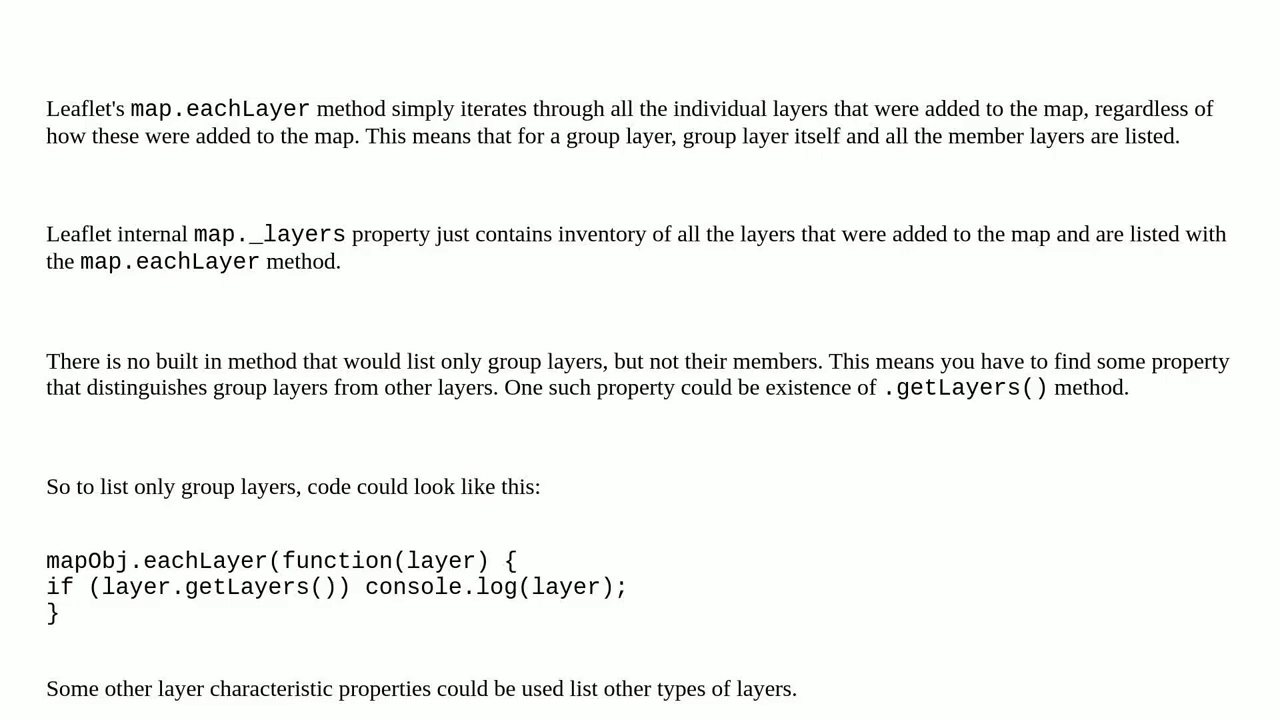 Leaflet's map.eachLayer method simply iterates through all the individual layers that were added to the map, regardless of
how these were added to the map. This means that for a group layer, group layer itself and all the member layers are listed.
Leaflet internal map._layers property just contains inventory of all the layers that were added to the map and are listed with
the map.eachLayer method.
There is no built in method that would list only group layers, but not their members. This means you have to find some property
that distinguishes group layers from other layers. One such property could be existence of .getLayers() method.
So to list only group layers, code could look like this:
mapObj.eachLayer(function(layer) {
if (layer.getLayers()) console.log(layer);
}
Some other layer characteristic properties could be used list other types of layers.